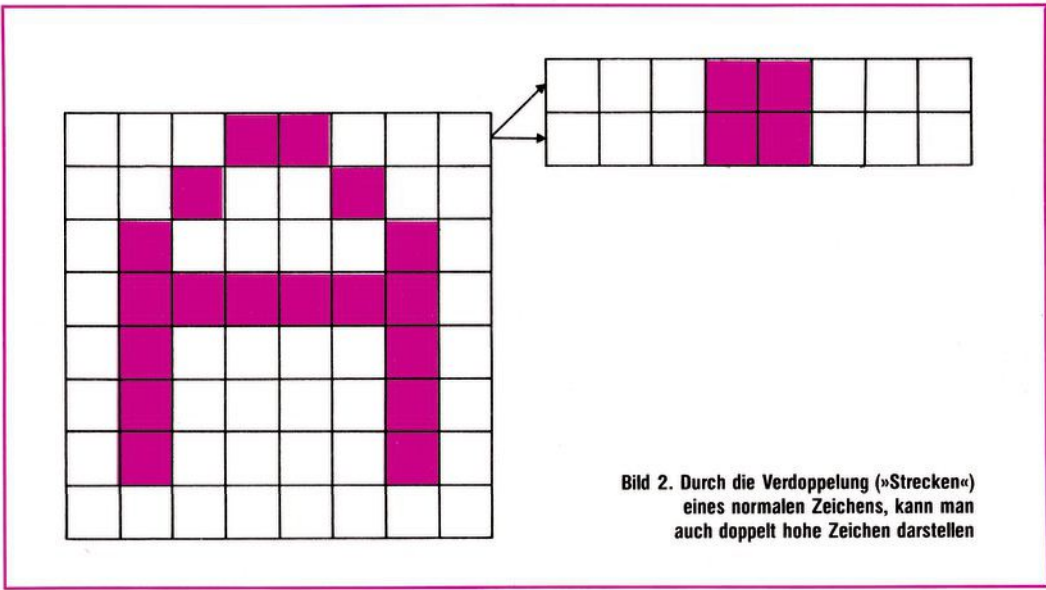 Bild 2. Durch die Verdoppelung (»Strecken«)
eines normalen Zeichens, kann man
auch doppelt hohe Zeichen darstellen